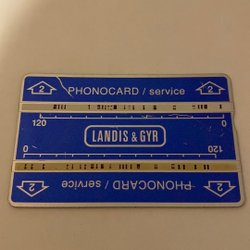 2 PHONOCARD / service 2
120 0
LANDIS & GYR
0 120
2 PHONOCARD / service 2